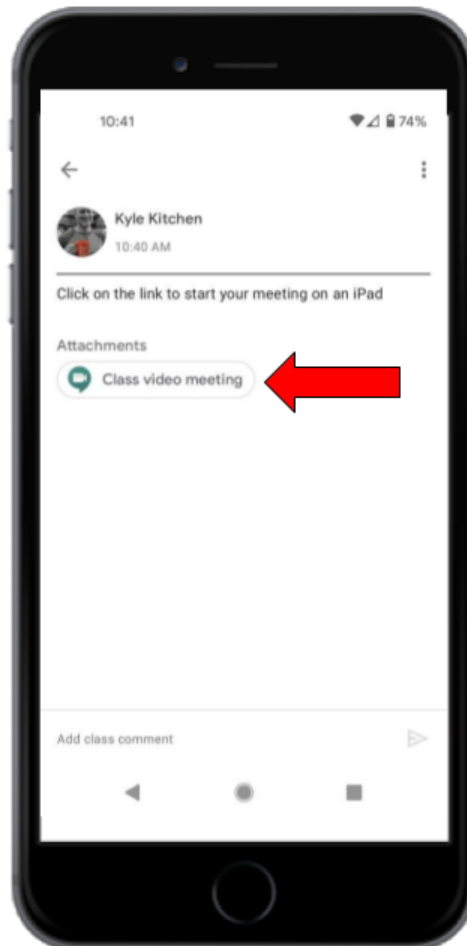 10:41 74%
Kyle Kitchen
10:40 AM
Click on the link to start your meeting on an iPad
Attachments
Class video meeting
Add class comment